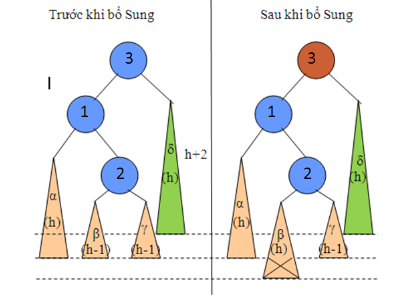 Trước khi bổ Sung
Sau khi bổ Sung
3
1
2
α
(h)
β
(h-1)
γ
(h-1)
δ
(h)
h+2
3
1
2
α
(h)
β
(h)
γ
(h-1)
δ
(h)